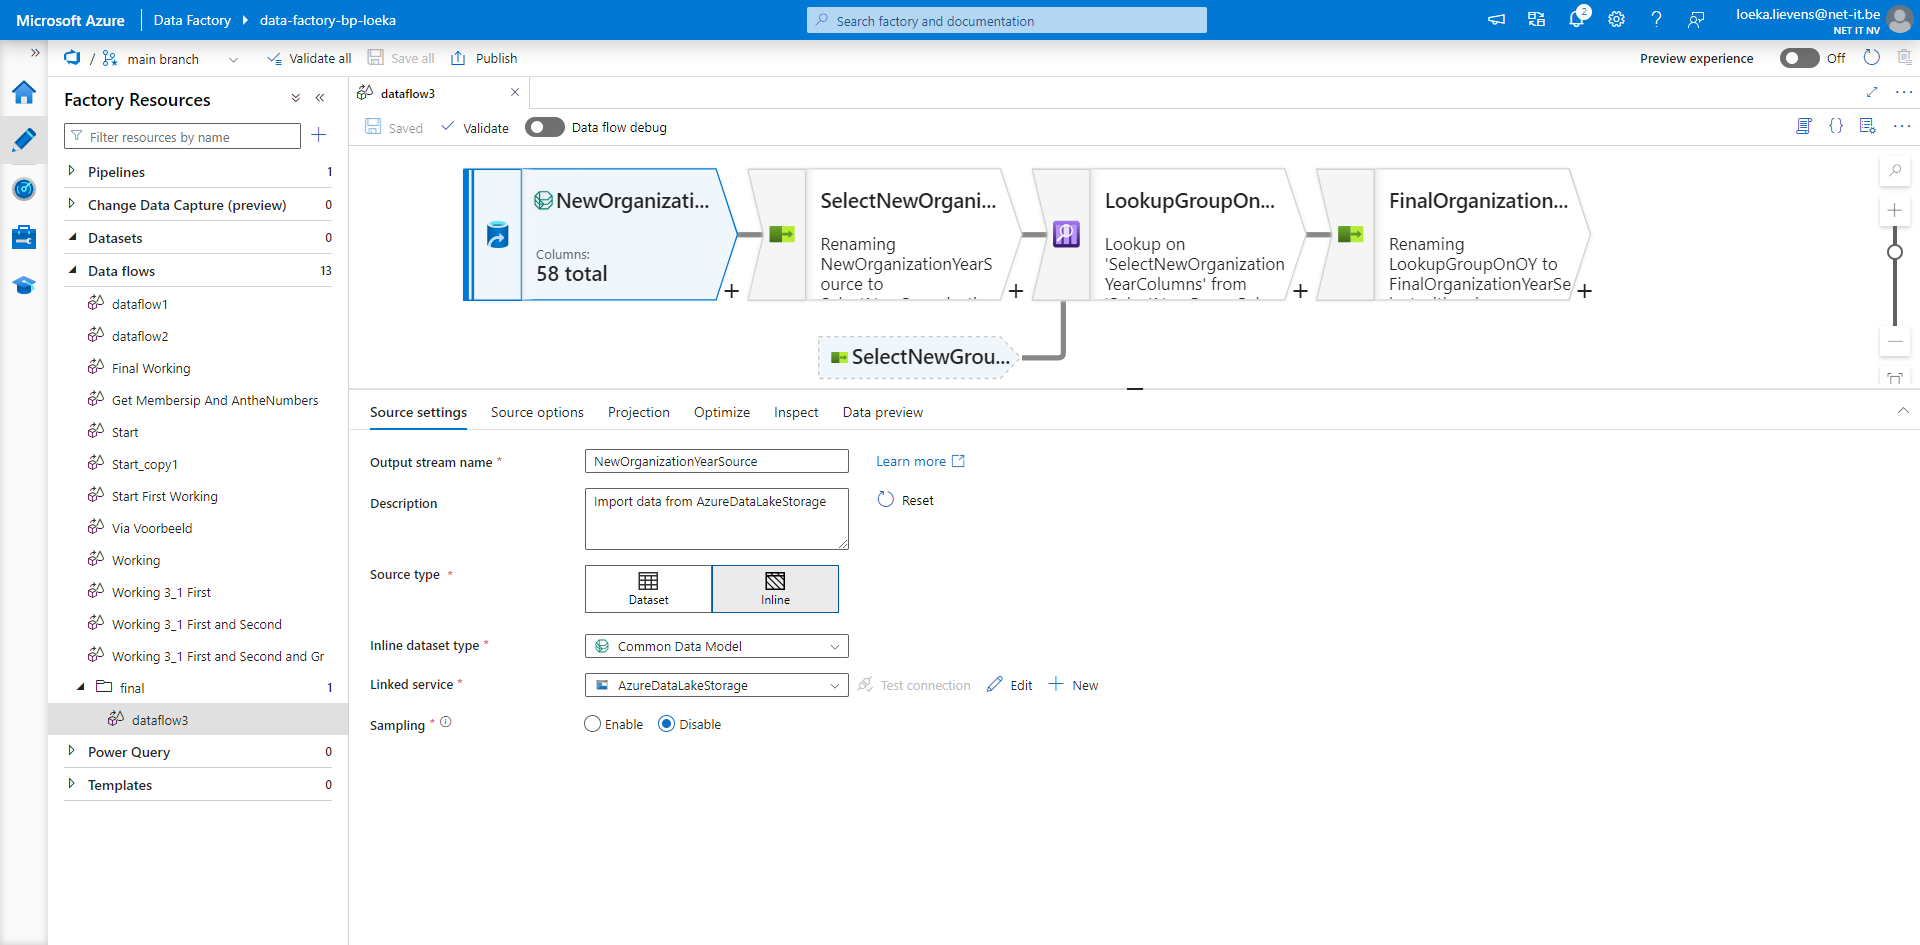 Microsoft Azure
Data Factory
data-factory-bp-loeka
Search factory and documentation
2
loeka.lievens@net-it.be
NET IT NV
/
main branch
Validate all
Save all
Publish
Preview experience
Off
Factory Resources
Filter resources by name
Pipelines
1
Change Data Capture (preview)
0
Datasets
0
Data flows
13
dataflow1
dataflow2
Final Working
Get Membersip And AntheNumbers
Start
Start_copy1
Start First Working
Via Voorbeeld
Working
Working 3_1 First
Working 3_1 First and Second
Working 3_1 First and Second and Gr
final
1
dataflow3
Power Query
0
Templates
0
dataflow3
Saved
Validate
Data flow debug
NewOrganizati...
Columns:
58 total
SelectNewOrgani...
Renaming
NewOrganizationYearS
ource to
LookupGroupOn...
Lookup on
'SelectNewOrganization
YearColumns' from
FinalOrganization...
Renaming
LookupGroupOnOY to
FinalOrganizationYearSe
SelectNewGrou...
Source settings
Source options
Projection
Optimize
Inspect
Data preview
Output stream name *
NewOrganizationYearSource
Learn more
Description
Import data from AzureDataLakeStorage
Reset
Source type *
Dataset
Inline
Inline dataset type *
Common Data Model
Linked service *
AzureDataLakeStorage
Test connection
Edit
New
Sampling *
Enable
Disable